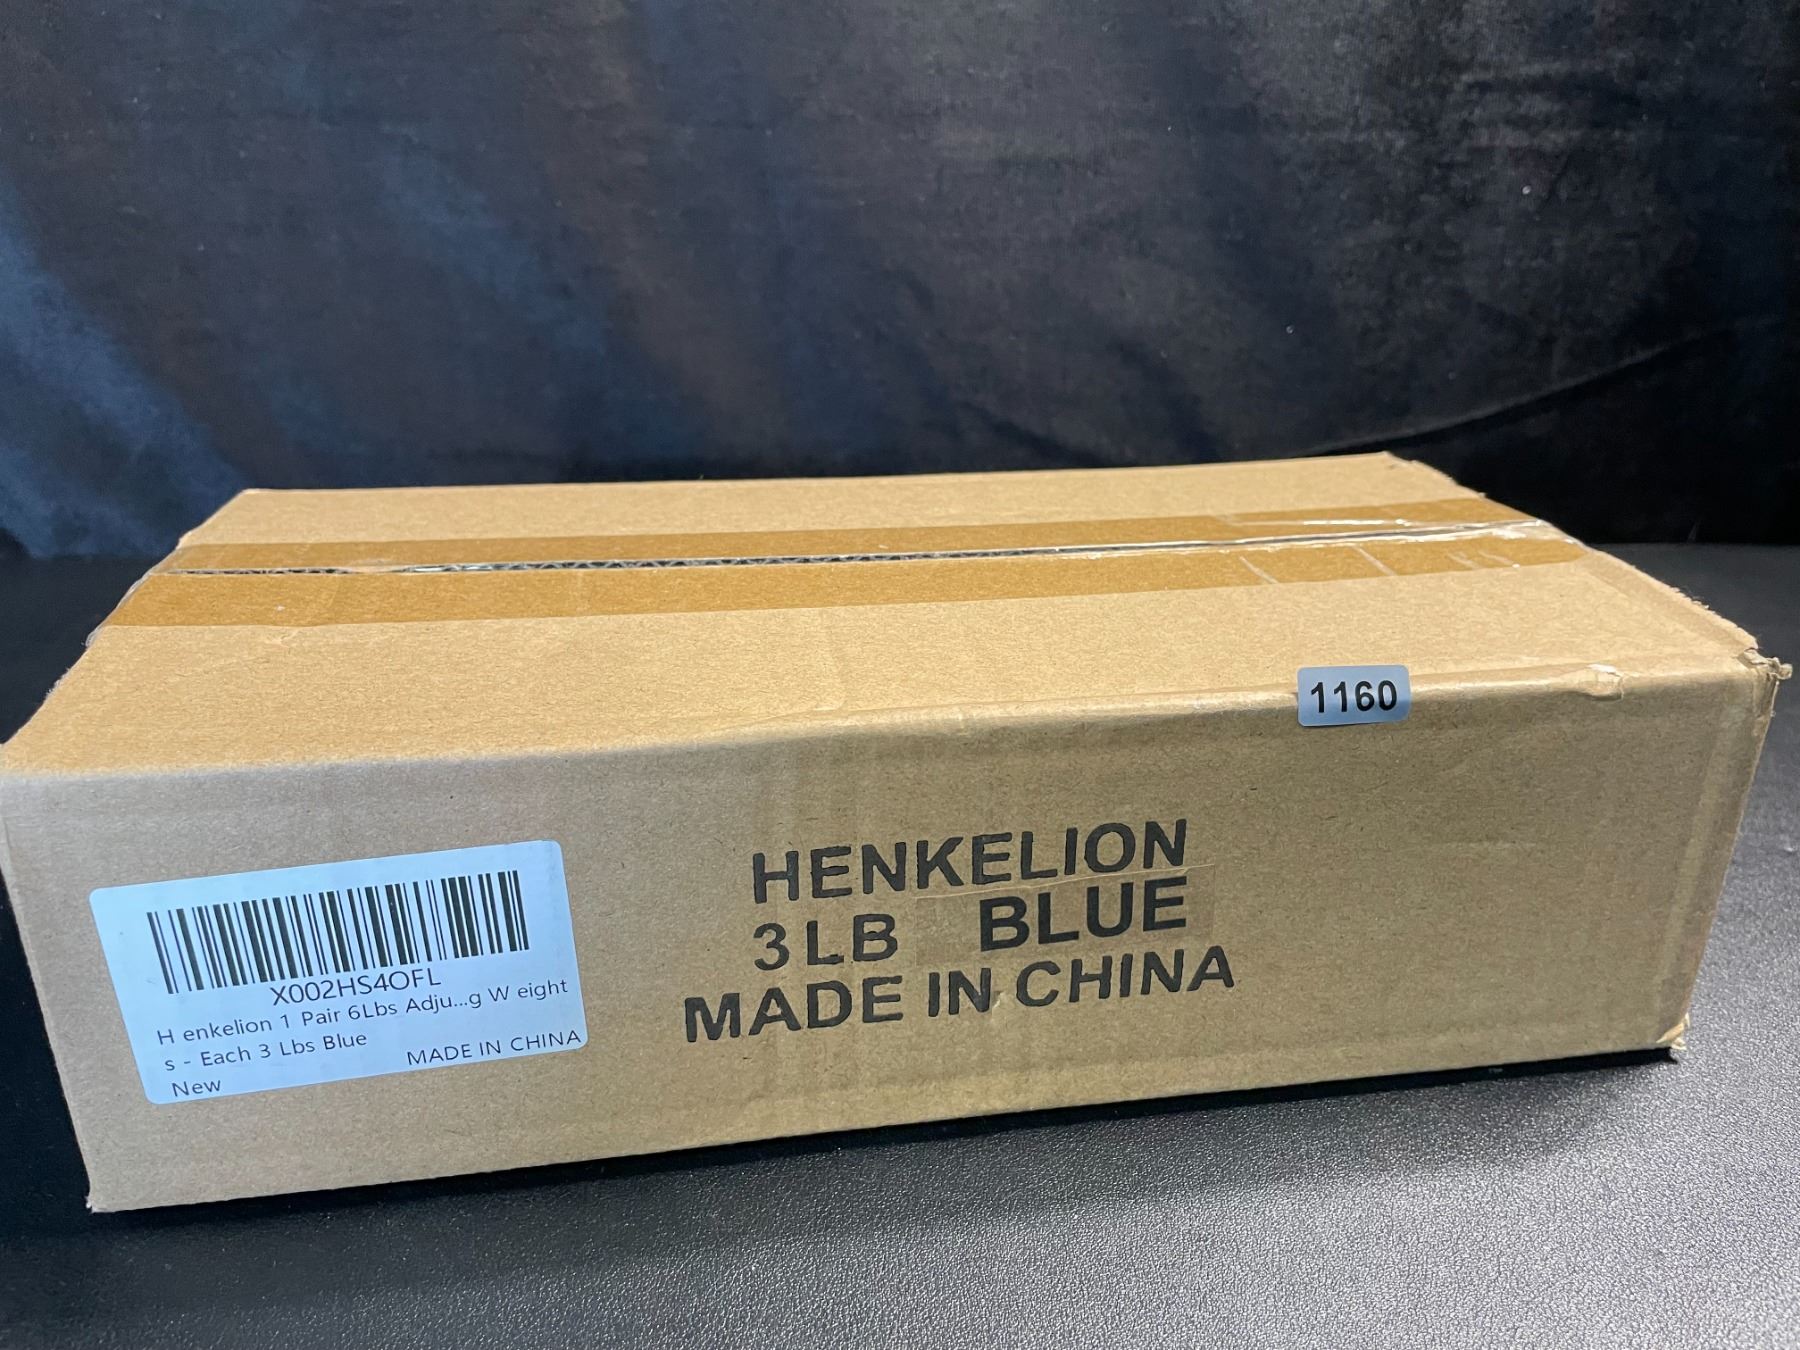 1160
HENKELION
3LB BLUE
MADE IN CHINA
X002HS4OFL
H enkelion 1 Pair 6Lbs Adju...g W eight
s - Each 3 Lbs Blue
MADE IN CHINA
New